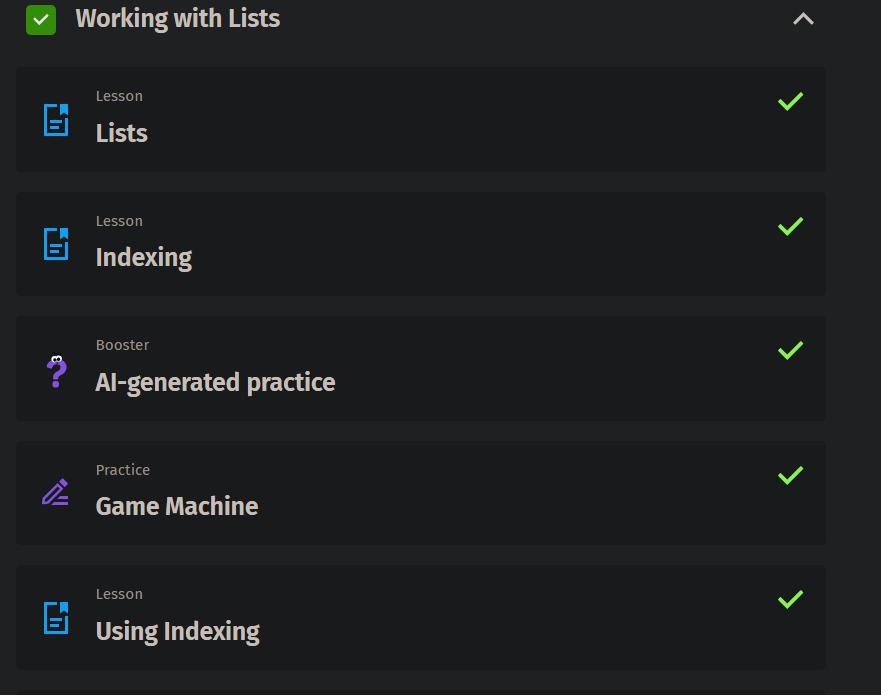 Working with Lists
Lesson
Lists
Lesson
Indexing
Booster
AI-generated practice
Practice
Game Machine
Lesson
Using Indexing